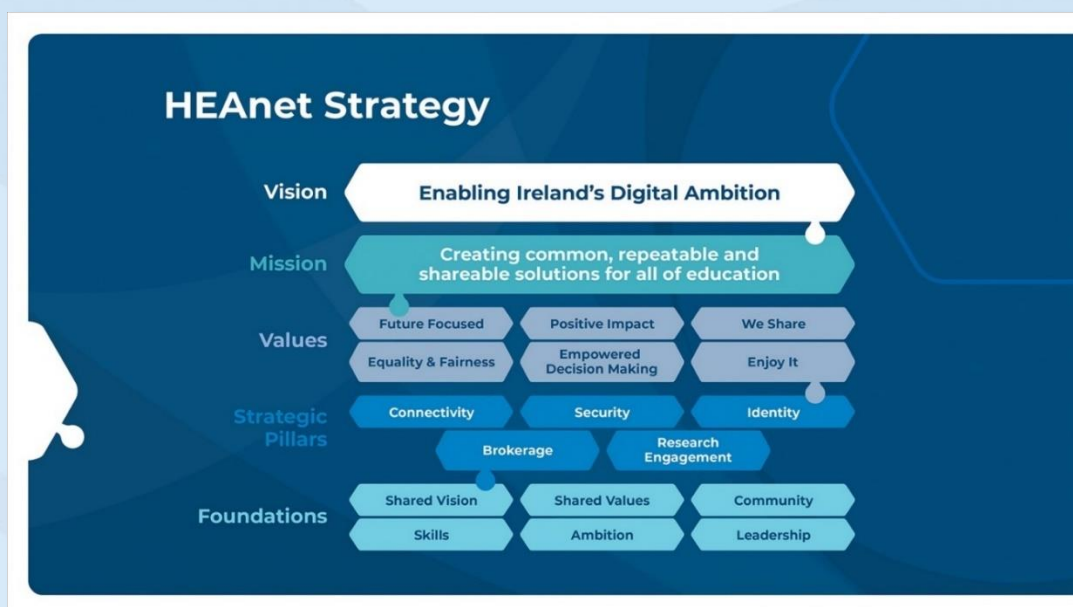 HEAnet Strategy
Vision
Enabling Ireland’s Digital Ambition
Mission
Creating common, repeatable and
shareable solutions for all of education
Values
Future Focused
Positive Impact
We Share
Equality & Fairness
Empowered
Decision Making
Enjoy It
Strategic
Pillars
Connectivity
Security
Identity
Brokerage
Research
Engagement
Foundations
Shared Vision
Shared Values
Community
Skills
Ambition
Leadership